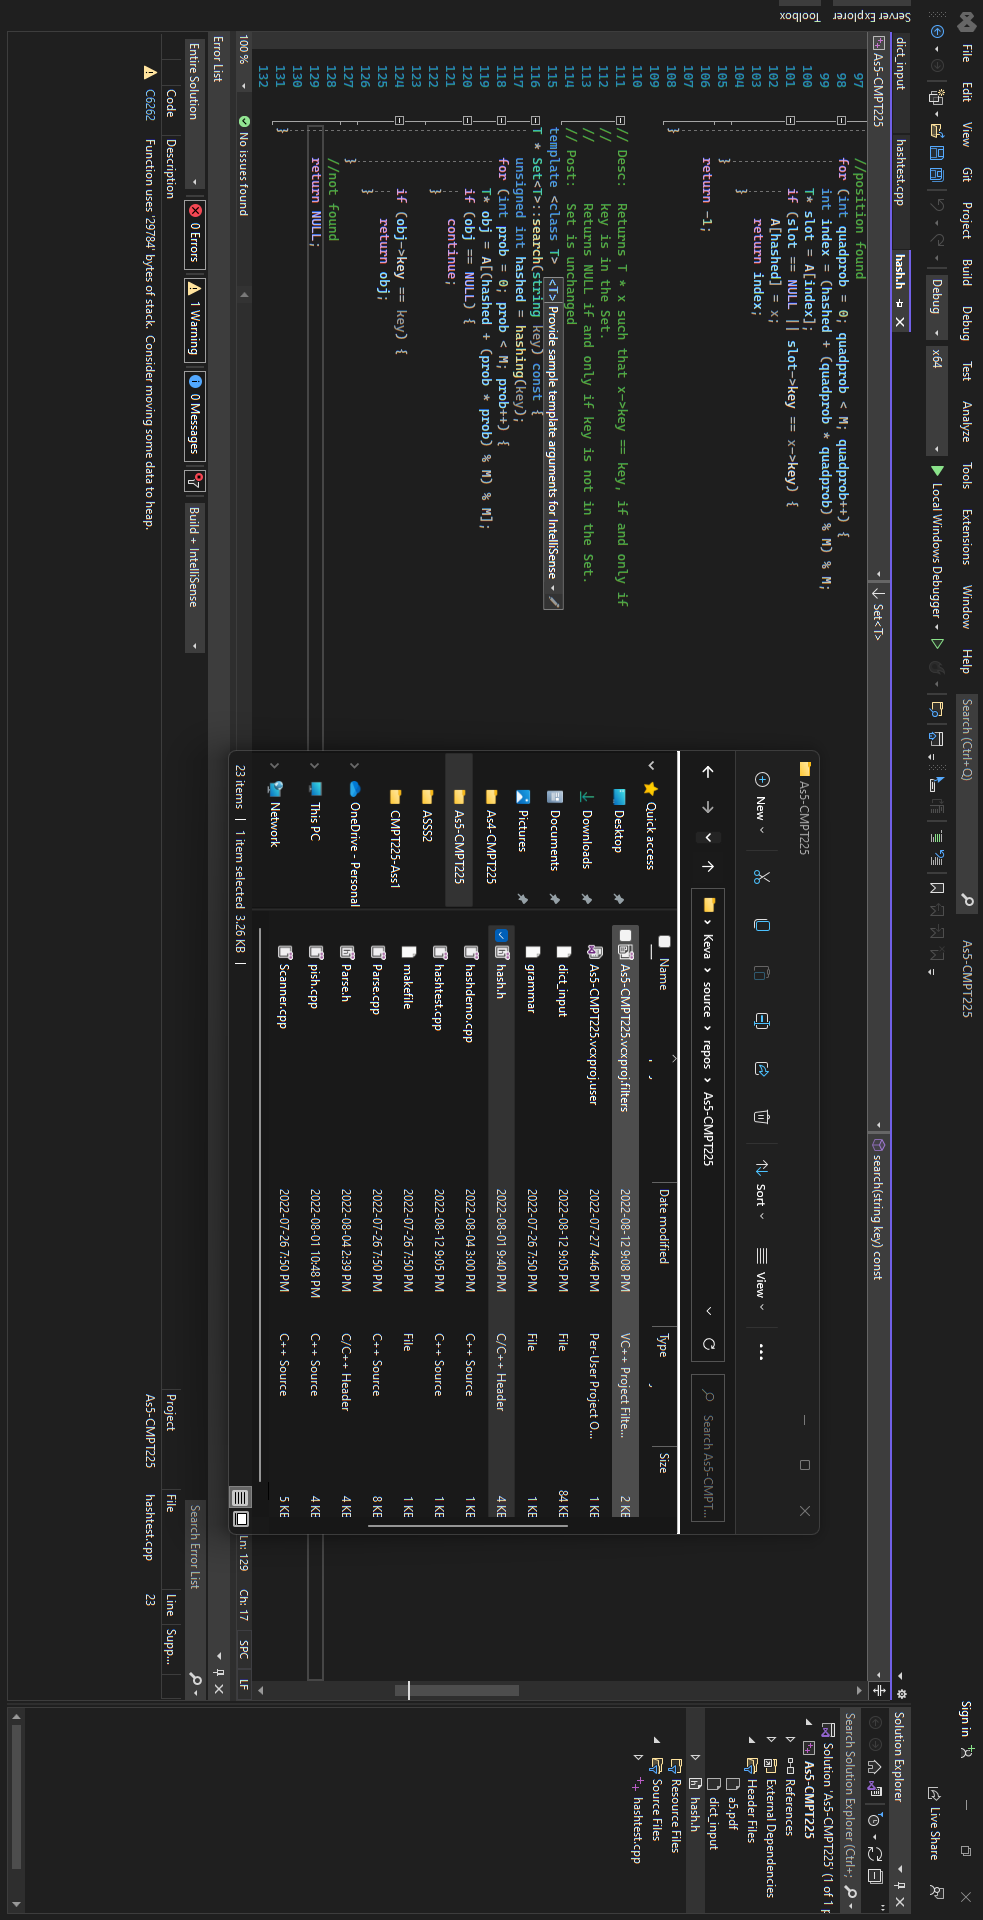 File Edit View Git Project Build Debug Test Analyze Tools Extensions Window Help Search (Ctrl+Q) As5-CMPT225 Sign in
Debug x64 Local Windows Debugger Live Share
Server Explorer Toolbox
dict_input hashtest.cpp hash.h
As5-CMPT225 Set<T> search(string key) const
97 //position found
98 for (int quadprob = 0; quadprob < M; quadprob++) {
99 int index = (hashed + (quadprob * quadprob) % M) % M;
100 T* slot = A[index];
101 if (slot == NULL || slot->key == x->key) {
102 A[hashed] = x;
103 return index;
104 }
105 }
106 return -1;
107
108 }
109
110
111 // Desc: Returns T * x such that x->key == key, if and only if
112 // key is in the Set.
113 // Returns NULL if and only if key is not in the Set.
114 // Post: Set is unchanged
115 template <class T> <T> Provide sample template arguments for IntelliSense
116 T * Set<T>::search(string key) const {
117 unsigned int hashed = hashing(key);
118 for (int prob = 0; prob < M; prob++) {
119 T* obj = A[(hashed + (prob * prob) % M) % M];
120 if (obj == NULL) {
121 continue;
122 }
123
124 if (obj->key == key) {
125 return obj;
126 }
127 }
128 //not found
129 return NULL;
130
131 }
132
100 % No issues found Ln: 129 Ch: 17 SPC LF
Error List
Entire Solution 0 Errors 1 Warning 0 Messages Build + IntelliSense Search Error List
Code Description Project File Line Supp...
C6262 Function uses '29784' bytes of stack. Consider moving some data to heap. As5-CMPT225 hashtest.cpp 23
As5-CMPT225
New Sort View
Keva source repos As5-CMPT225 Search As5-CMPT...
Quick access
Desktop
Downloads
Documents
Pictures
As4-CMPT225
As5-CMPT225
ASSS2
CMPT225-Ass1
OneDrive - Personal
This PC
Network
Name Date modified Type Size
As5-CMPT225.vcxproj.filters 2022-08-12 9:08 PM VC++ Project Filte... 2 KE
As5-CMPT225.vcxproj.user 2022-07-27 4:46 PM Per-User Project O... 1 KE
dict_input 2022-08-12 9:05 PM File 84 KE
grammar 2022-07-26 7:50 PM File 1 KE
hash.h 2022-08-01 9:40 PM C/C++ Header 4 KE
hashdemo.cpp 2022-08-04 3:00 PM C++ Source 1 KE
hashtest.cpp 2022-08-12 9:05 PM C++ Source 1 KE
makefile 2022-07-26 7:50 PM File 1 KE
Parse.cpp 2022-07-26 7:50 PM C++ Source 8 KE
Parse.h 2022-08-04 2:39 PM C/C++ Header 4 KE
pish.cpp 2022-08-01 10:48 PM C++ Source 4 KE
Scanner.cpp 2022-07-26 7:50 PM C++ Source 5 KE
23 items 1 item selected 3.26 KB
Solution Explorer
Search Solution Explorer (Ctrl+;
Solution 'As5-CMPT225' (1 of 1 p
As5-CMPT225
References
External Dependencies
Header Files
a5.pdf
dict_input
hash.h
Resource Files
Source Files
hashtest.cpp